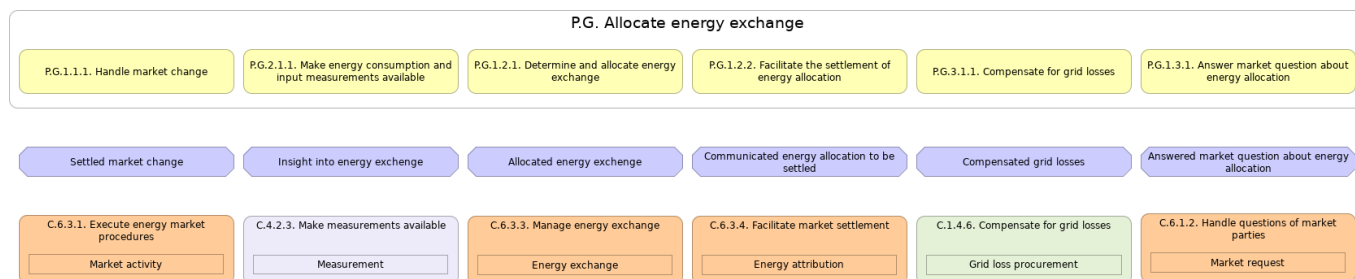 P.G. Allocate energy exchange
P.G.1.1.1. Handle market change
P.G.2.1.1. Make energy consumption and
input measurements available
P.G.1.2.1. Determine and allocate energy
exchange
P.G.1.2.2. Facilitate the settlement of
energy allocation
P.G.3.1.1. Compensate for grid losses
P.G.1.3.1. Answer market question about
energy allocation
Settled market change
Insight into energy exchenge
Allocated energy exchenge
Communicated energy allocation to be
settled
Compensated grid losses
Answered market question about energy
allocation
C.6.3.1. Execute energy market
procedures
Market activity
C.4.2.3. Make measurements available
Measurement
C.6.3.3. Manage energy exchange
Energy exchange
C.6.3.4. Facilitate market settlement
Energy attribution
C.1.4.6. Compensate for grid losses
Grid loss procurement
C.6.1.2. Handle questions of market
parties
Market request